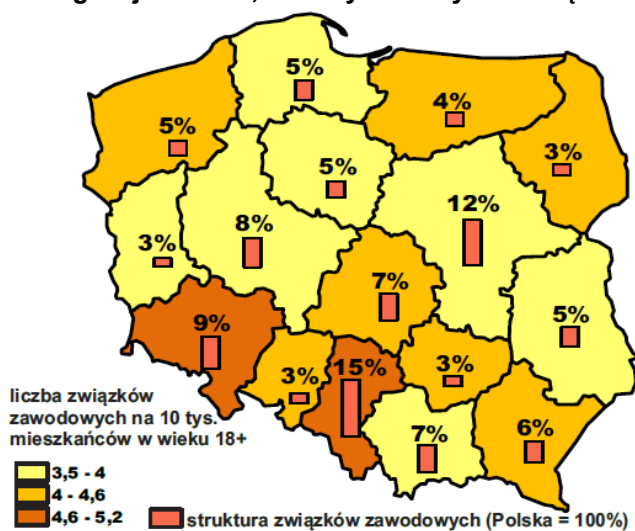 5%
4%
5%
3%
5%
12%
8%
3%
7%
5%
9%
15%
3%
3%
7%
6%
liczba związków
zawodowych na 10 tys.
mieszkańców w wieku 18+
3,5 - 4
4 - 4,6
4,6 - 5,2
struktura związków zawodowych (Polska = 100%)